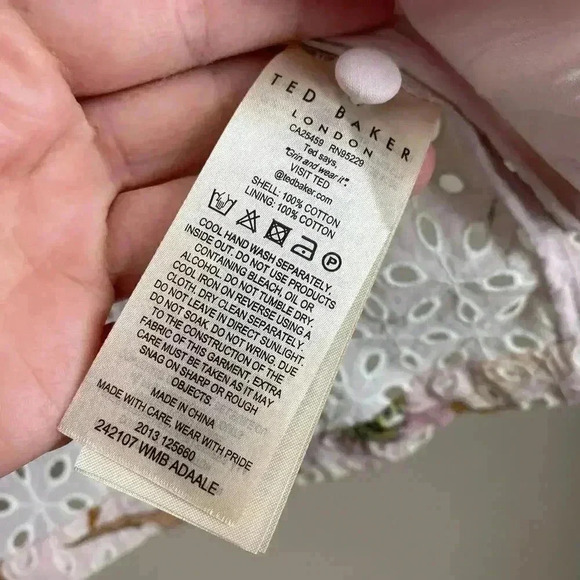 TED BAKER
LONDON
CA25459 RN95229
Ted says,
"Grin and wear it".
VISIT TED
@tedbaker.com
SHELL: 100% COTTON
LINING: 100% COTTON
P
COOL HAND WASH SEPARATELY.
INSIDE OUT. DO NOT USE PRODUCTS
CONTAINING BLEACH, OIL OR
ALCOHOL. DO NOT TUMBLE DRY.
COOL IRON ON REVERSE USING A
CLOTH. DRY CLEAN SEPARATELY.
DO NOT LEAVE IN DIRECT SUNLIGHT
DO NOT SOAK. DO NOT WRING. DUE
TO THE CONSTRUCTION OF THE
FABRIC OF THIS GARMENT, EXTRA
CARE MUST BE TAKEN AS IT MAY
SNAG ON SHARP OR ROUGH
OBJECTS.
MADE IN CHINA
MADE WITH CARE, WEAR WITH PRIDE
2013 125660
242107 WMB ADAALE